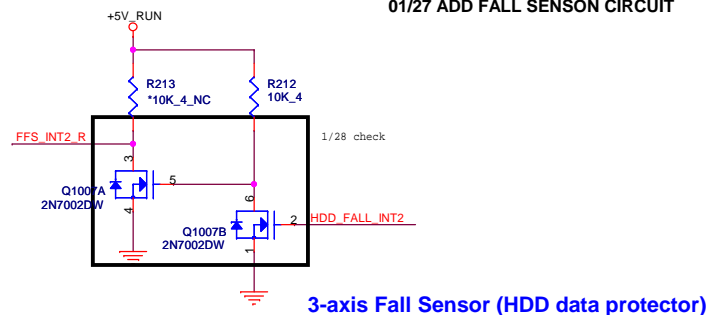 01/27 ADD FALL SENSON CIRCUIT
+5V_RUN
R213
*10K_4_NC
R212
10K_4
FFS_INT2_R
1/28 check
3
5
Q1007A
2N7002DW
4
6
Q1007B
2N7002DW
2
HDD_FALL_INT2
1
3-axis Fall Sensor (HDD data protector)